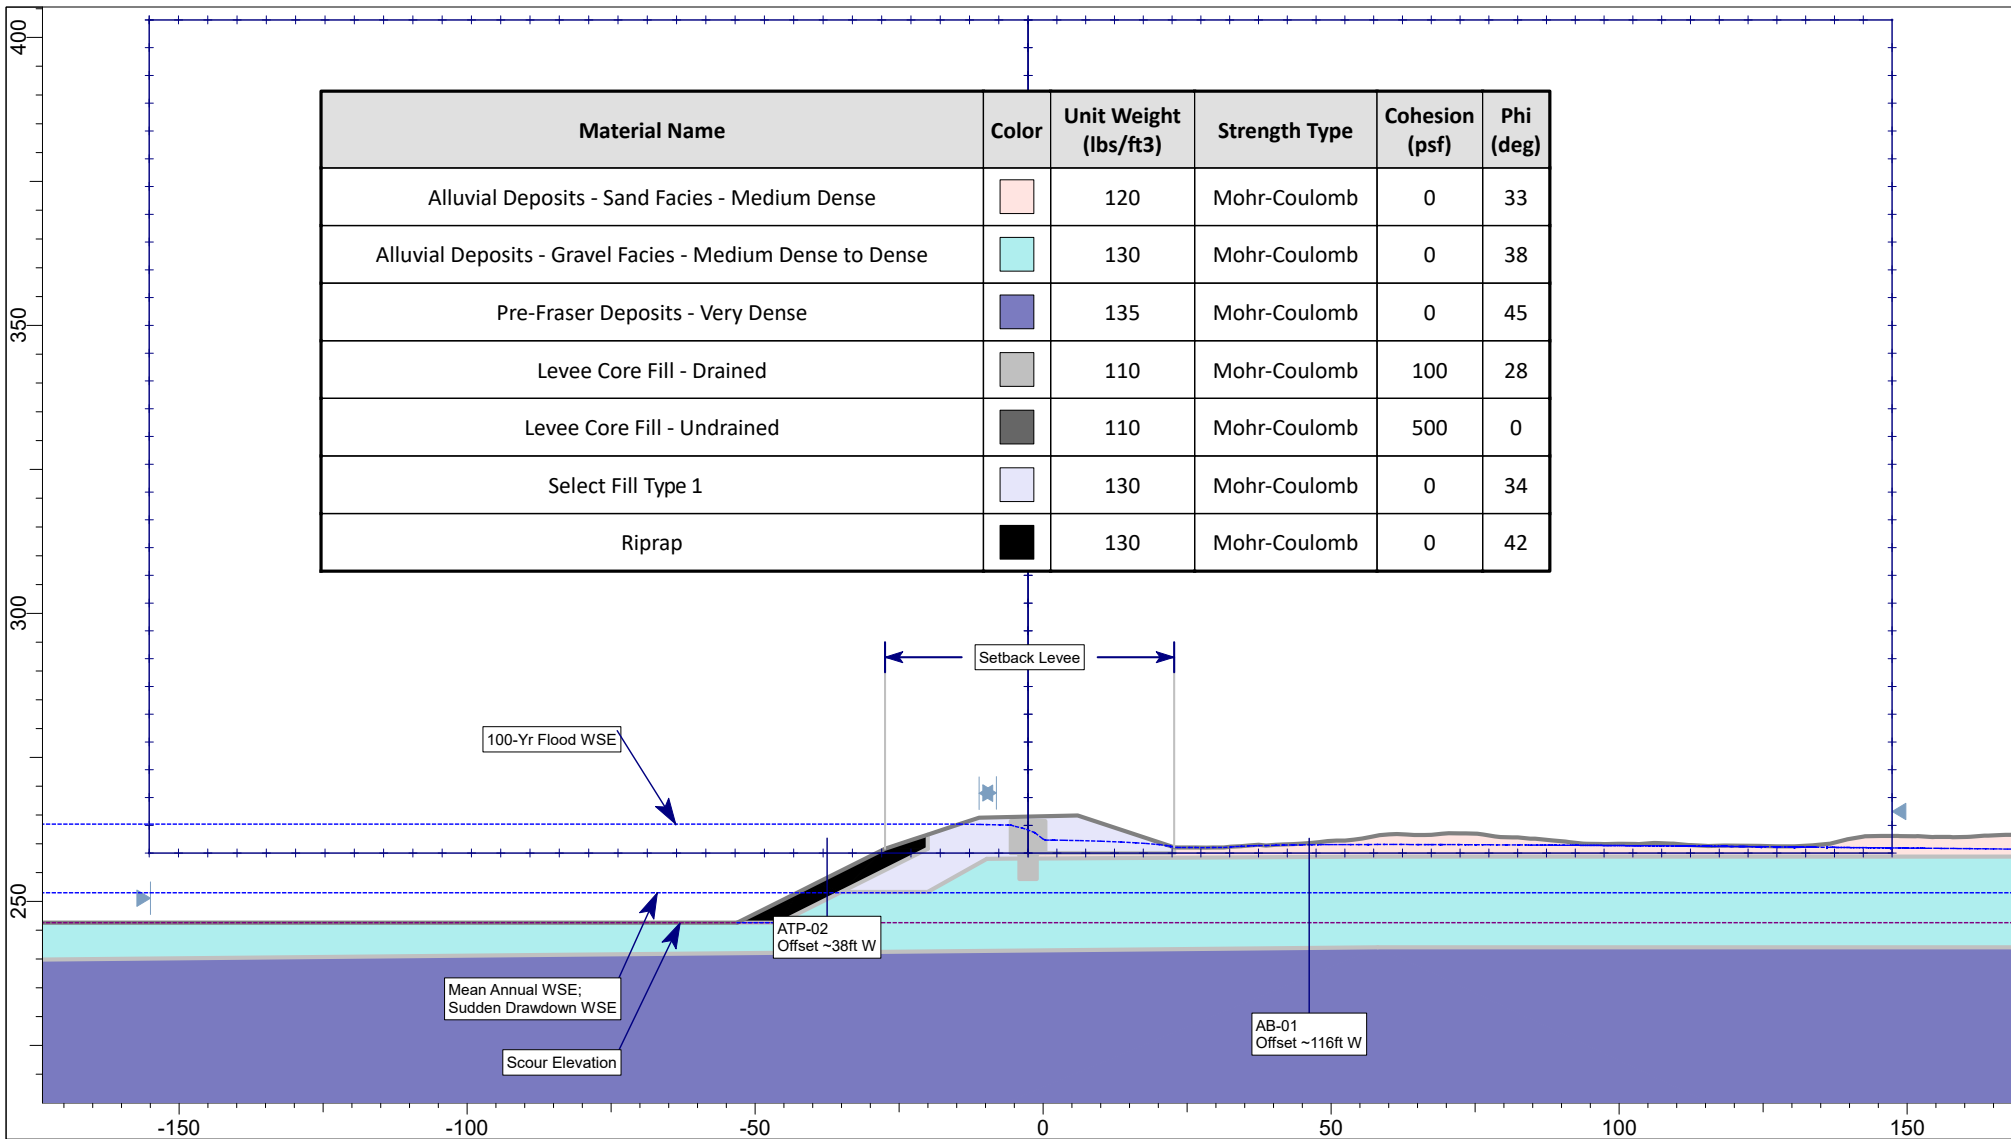 400
350
300
250
Material Name Color Unit Weight (lbs/ft3) Strength Type Cohesion (psf) Phi (deg)
Alluvial Deposits - Sand Facies - Medium Dense 120 Mohr-Coulomb 0 33
Alluvial Deposits - Gravel Facies - Medium Dense to Dense 130 Mohr-Coulomb 0 38
Pre-Fraser Deposits - Very Dense 135 Mohr-Coulomb 0 45
Levee Core Fill - Drained 110 Mohr-Coulomb 100 28
Levee Core Fill - Undrained 110 Mohr-Coulomb 500 0
Select Fill Type 1 130 Mohr-Coulomb 0 34
Riprap 130 Mohr-Coulomb 0 42
Setback Levee
100-Yr Flood WSE
ATP-02
Offset ~38ft W
Mean Annual WSE;
Sudden Drawdown WSE
AB-01
Offset ~116ft W
Scour Elevation
-150 -100 -50 0 50 100 150